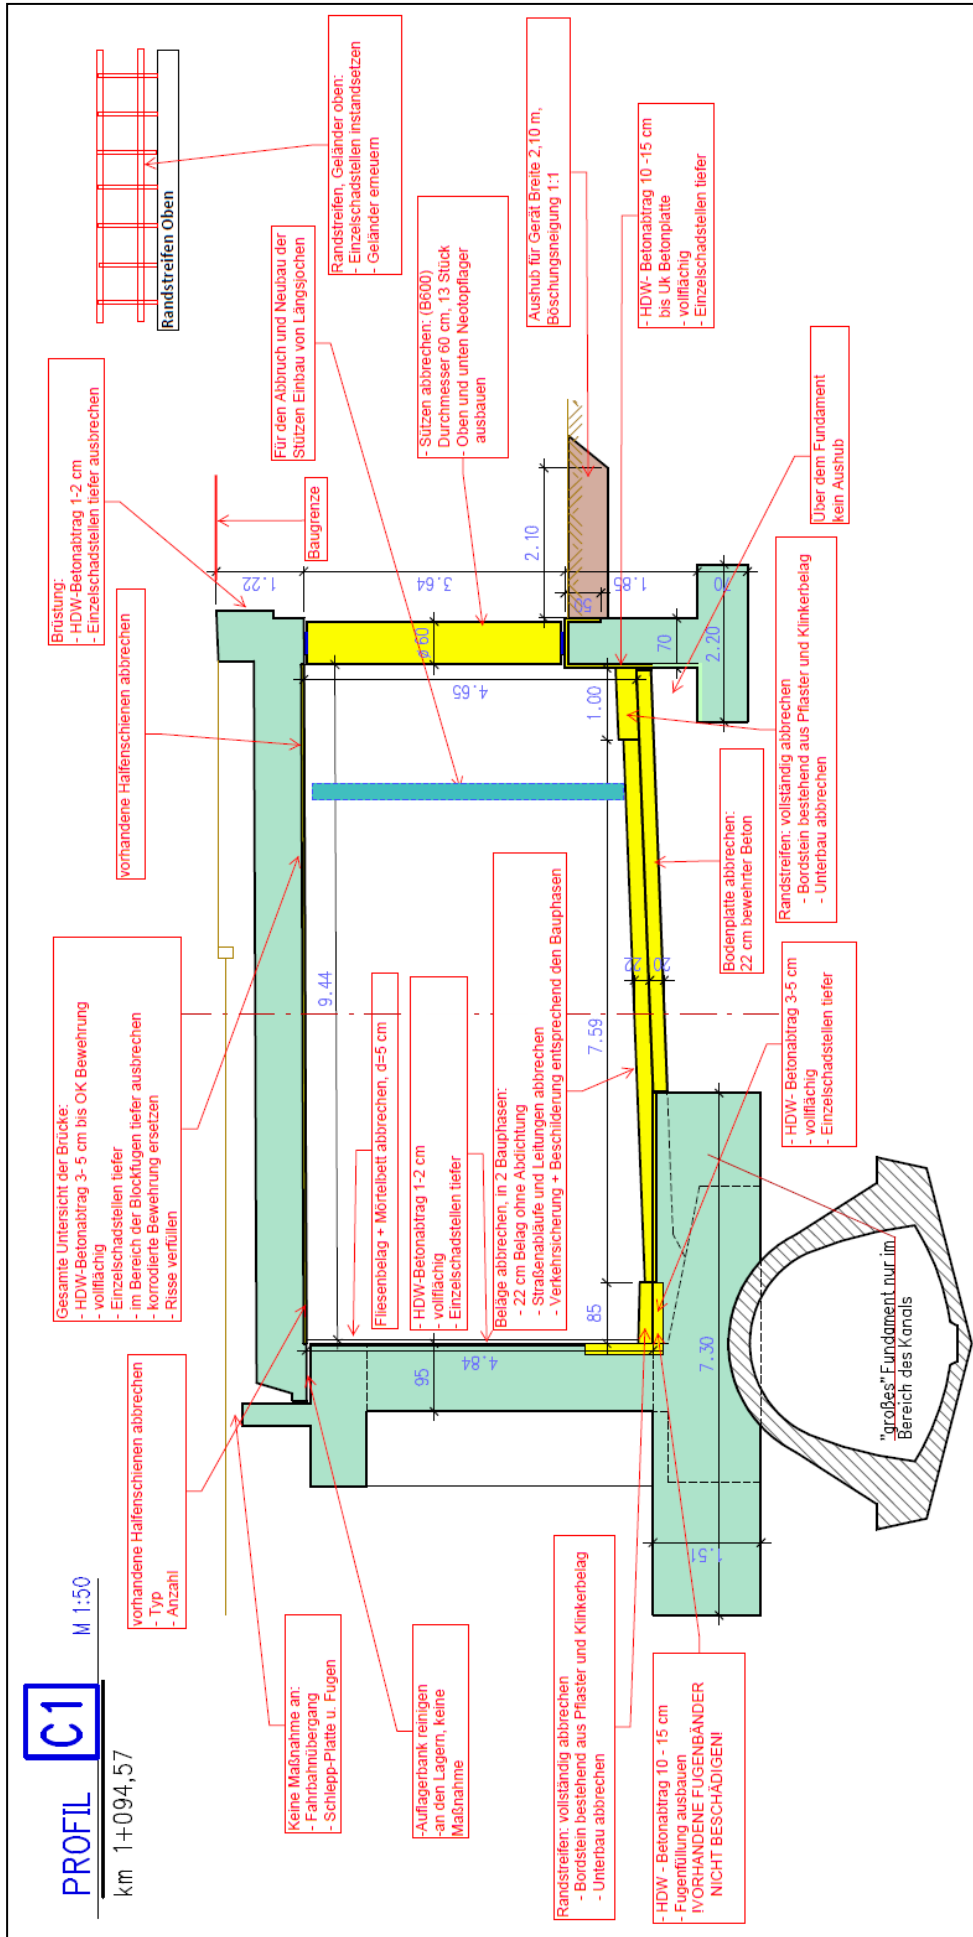 PROFIL C1 M 1:50
km 1+094,57
Keine Maßnahme an:
- Fahrbahnübergang
- Schlepp-Platte u. Fugen
-Auflagerbank reinigen
-an den Lagern, keine
Maßnahme
Randstreifen: vollständig abbrechen
- Bordstein bestehend aus Pflaster und Klinkerbelag
- Unterbau abbrechen
- HDW - Betonabtrag 10 - 15 cm
- Fugenfüllung ausbauen
!VORHANDENE FUGENBÄNDER
NICHT BESCHÄDIGEN!
vorhandene Halfenschienen abbrechen
- Typ
- Anzahl
Gesamte Untersicht der Brücke:
- HDW-Betonabtrag 3- 5 cm bis OK Bewehrung
- vollflächig
- Einzelschadstellen tiefer
- im Bereich der Blockfugen tiefer ausbrechen
- korrodierte Bewehrung ersetzen
- Risse verfüllen
Fliesenbelag + Mörtelbett abbrechen, d=5 cm
- HDW-Betonabtrag 1-2 cm
- vollflächig
- Einzelschadstellen tiefer
Beläge abbrechen, in 2 Bauphasen:
- 22 cm Belag ohne Abdichtung
- Straßenabläufe und Leitungen abbrechen
- Verkehrsicherung + Beschilderung entsprechend den Bauphasen
vorhandene Halfenschienen abbrechen
Brüstung:
- HDW-Betonabtrag 1-2 cm
- Einzelschadstellen tiefer ausbrechen
Baugrenze
Für den Abbruch und Neubau der
Stützen Einbau von Längsjochen
Randstreifen Oben
Randstreifen, Geländer oben:
- Einzelschadstellen instandsetzen
- Geländer erneuern
- Sützen abbrechen: (B600)
Durchmesser 60 cm, 13 Stück
- Oben und unten Neotopflager
ausbauen
Aushub für Gerät Breite 2,10 m,
Böschungsneigung 1:1
- HDW- Betonabtrag 10 -15 cm
bis Uk Betonplatte
- vollflächig
- Einzelschadstellen tiefer
Über dem Fundament
kein Aushub
Randstreifen: vollständig abbrechen
- Bordstein bestehend aus Pflaster und Klinkerbelag
- Unterbau abbrechen
Bodenplatte abbrechen:
22 cm bewehrter Beton
- HDW- Betonabtrag 3-5 cm
- vollflächig
- Einzelschadstellen tiefer
"großes" Fundament nur im
Bereich des Kanals
9.44
1.22
3.64
ø 60
4.65
2.10
50
1.85
70
70
2.20
1.00
7.59
22
20
85
4.84
95
7.30
1.51